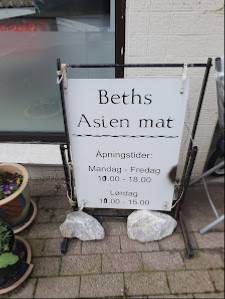 Beths
Asien mat
Åpningstider:
Mandag - Fredag
10.00 - 18.00
Lørdag
10.00 - 15.00